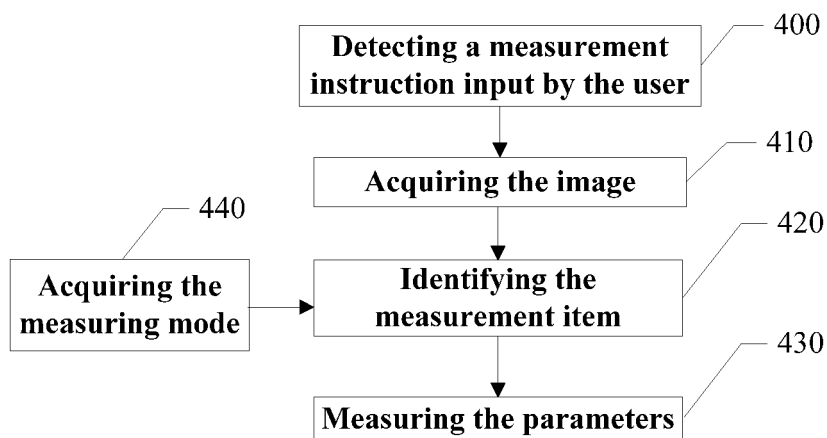 Detecting a measurement
instruction input by the user
400
Acquiring the image
410
440
Acquiring the
measuring mode
Identifying the
measurement item
420
Measuring the parameters
430